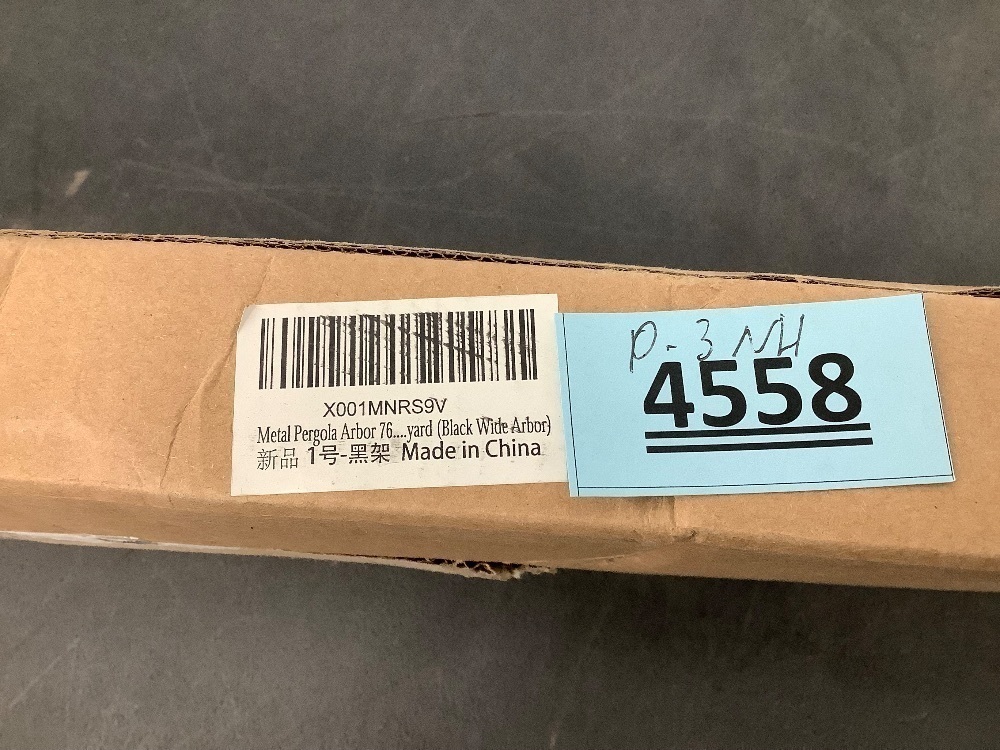 X001MNRS9V
Metal Pergola Arbor 76....yard (Black Wide Arbor)
新品 1号-黑架 Made in China
P-3 NH
4558